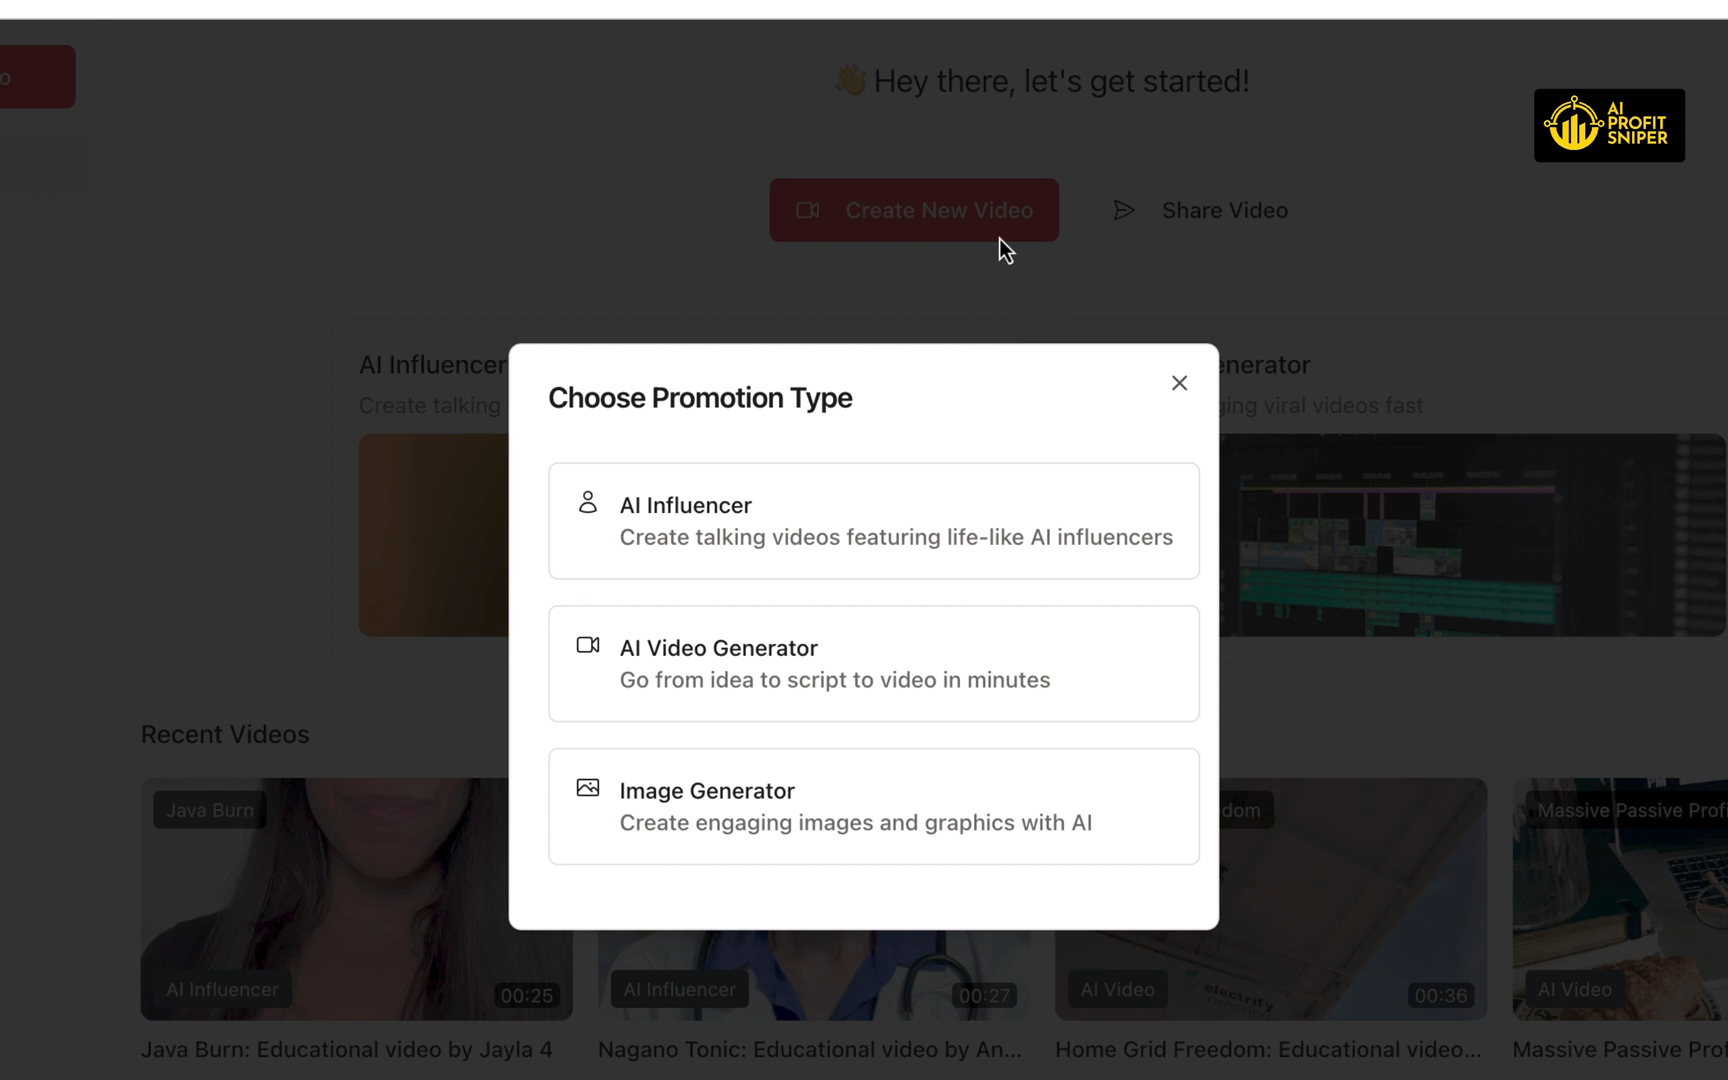 o
👋 Hey there, let's get started!
AI
PROFIT
SNIPER
Create New Video
Share Video
AI Influencer
enerator
Create talking
ging viral videos fast
Choose Promotion Type
AI Influencer
Create talking videos featuring life-like AI influencers
AI Video Generator
Go from idea to script to video in minutes
Image Generator
Create engaging images and graphics with AI
Recent Videos
Java Burn
dom
Massive Passive Prof
AI Influencer
00:25
AI Influencer
00:27
electrify
AI Video
00:36
AI Video
Java Burn: Educational video by Jayla 4
Nagano Tonic: Educational video by An...
Home Grid Freedom: Educational video...
Massive Passive Prof